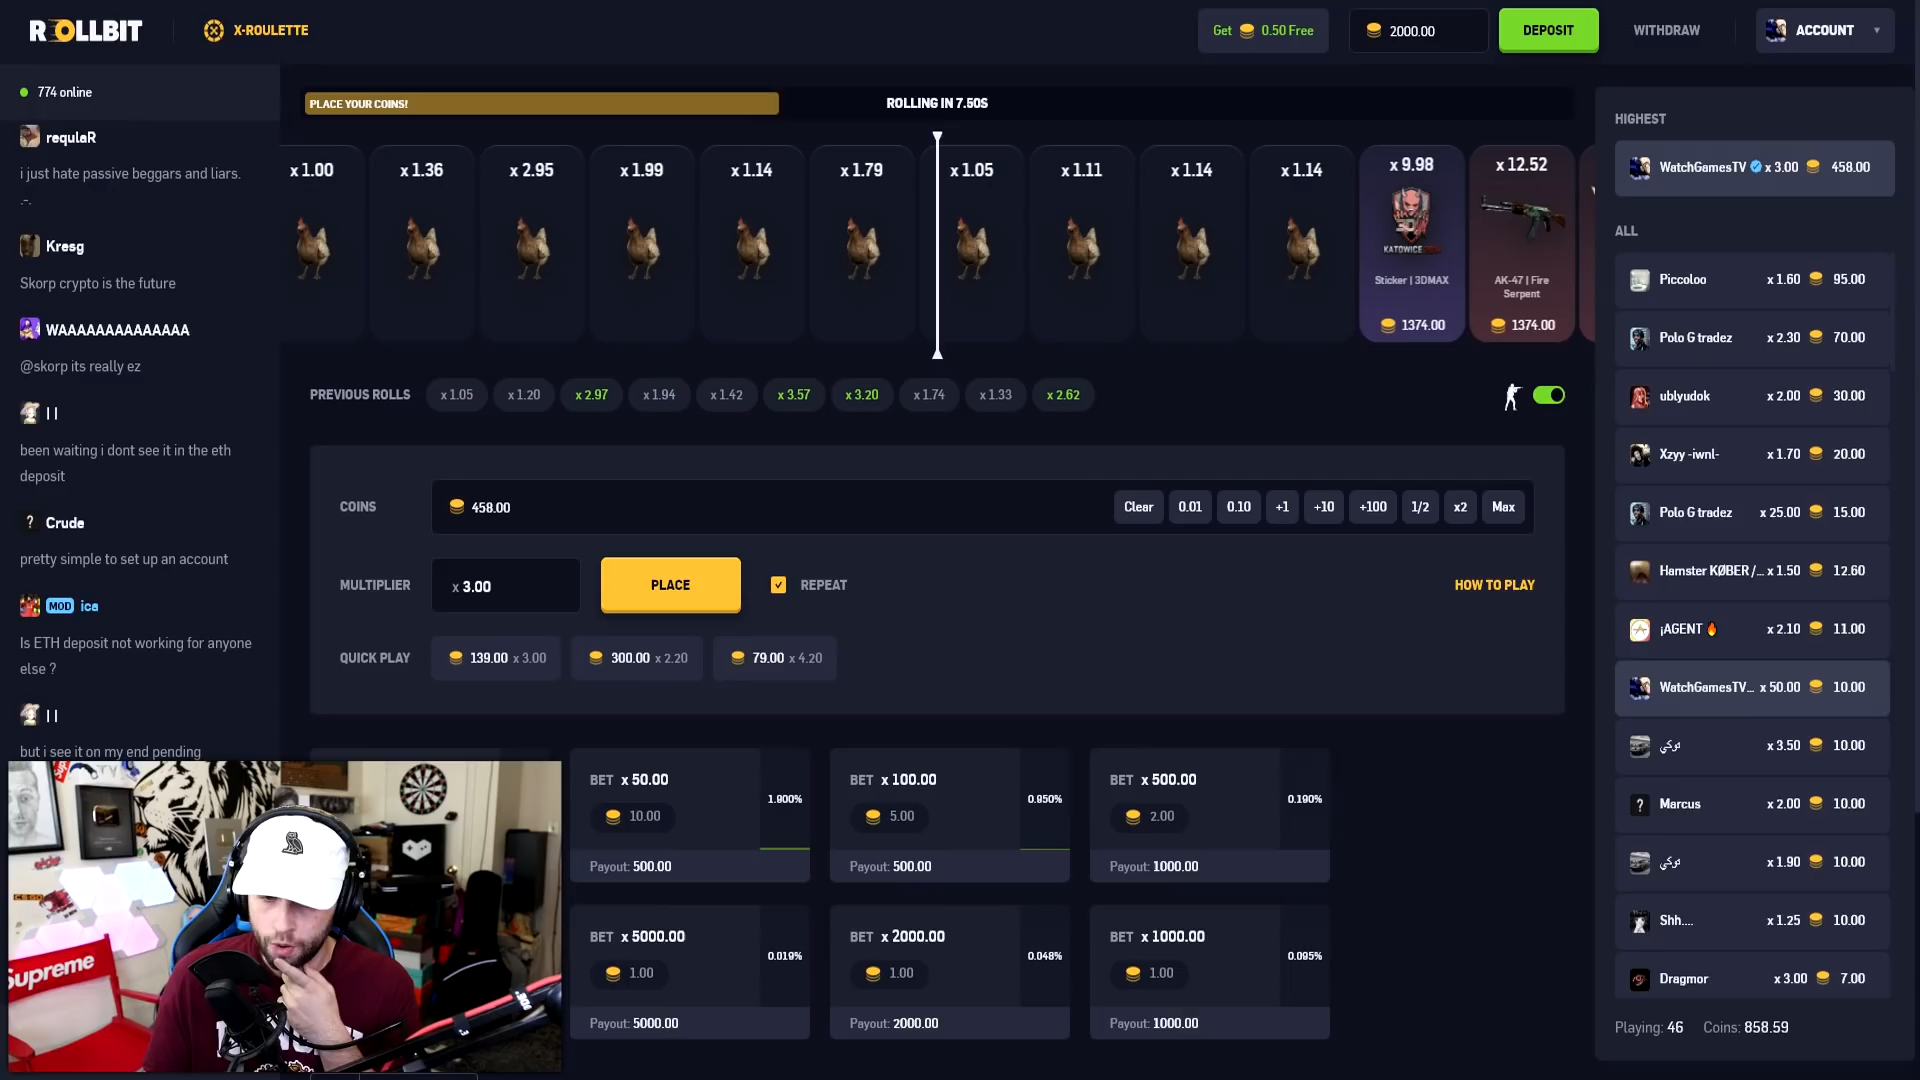 ROLLBIT
X-ROULETTE
Get 0.50 Free
2000.00
DEPOSIT
WITHDRAW
ACCOUNT
774 online
requlaR
i just hate passive beggars and liars.
.-.
Kresg
Skorp crypto is the future
WAAAAAAAAAAAAAA
@skorp its really ez
| |
been waiting i dont see it in the eth
deposit
? Crude
pretty simple to set up an account
MOD ica
Is ETH deposit not working for anyone
else ?
| |
but i see it on my end pending
PLACE YOUR COINS!
ROLLING IN 7.50S
x 1.00
x 1.36
x 2.95
x 1.99
x 1.14
x 1.79
x 1.05
x 1.11
x 1.14
x 1.14
x 9.98
KATOWICE
Sticker | 3DMAX
1374.00
x 12.52
AK-47 | Fire
Serpent
1374.00
PREVIOUS ROLLS
x 1.05
x 1.20
x 2.97
x 1.94
x 1.42
x 3.57
x 3.20
x 1.74
x 1.33
x 2.62
COINS
458.00
Clear
0.01
0.10
+1
+10
+100
1/2
x2
Max
MULTIPLIER
x 3.00
PLACE
REPEAT
HOW TO PLAY
QUICK PLAY
139.00 x 3.00
300.00 x 2.20
79.00 x 4.20
BET x 50.00
10.00
1.900%
Payout: 500.00
BET x 100.00
5.00
0.950%
Payout: 500.00
BET x 500.00
2.00
0.190%
Payout: 1000.00
BET x 5000.00
1.00
0.019%
Payout: 5000.00
BET x 2000.00
1.00
0.048%
Payout: 2000.00
BET x 1000.00
1.00
0.095%
Payout: 1000.00
Supreme
HIGHEST
WatchGamesTV x 3.00 458.00
ALL
Piccoloo x 1.60 95.00
Polo G tradez x 2.30 70.00
ublyudok x 2.00 30.00
Xzyy -iwnl- x 1.70 20.00
Polo G tradez x 25.00 15.00
Hamster KØBER /... x 1.50 12.60
¡AGENT🔥 x 2.10 11.00
WatchGamesTV... x 50.00 10.00
x 3.50 10.00
? Marcus x 2.00 10.00
x 1.90 10.00
Shh.... x 1.25 10.00
Dragmor x 3.00 7.00
Playing: 46 Coins: 858.59